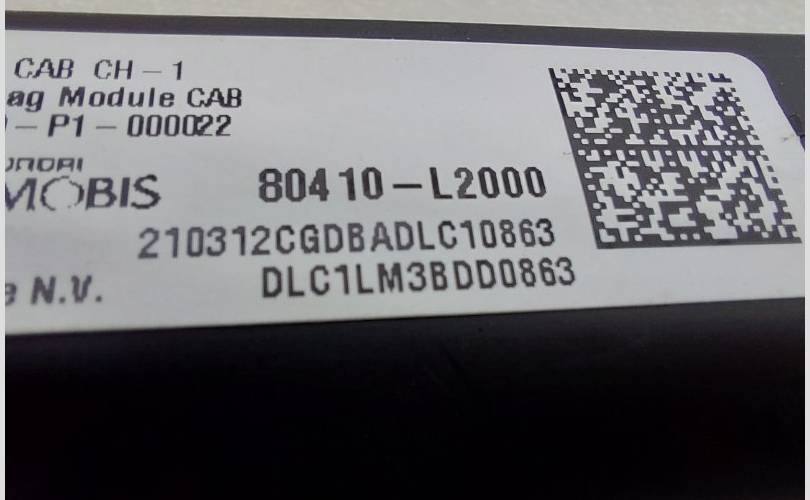 CAB CH-1
ag Module CAB
-P1-000022
MOBIS
80410-L2000
210312CGDBADLC10863
N.V.
DLC1LM3BDD0863